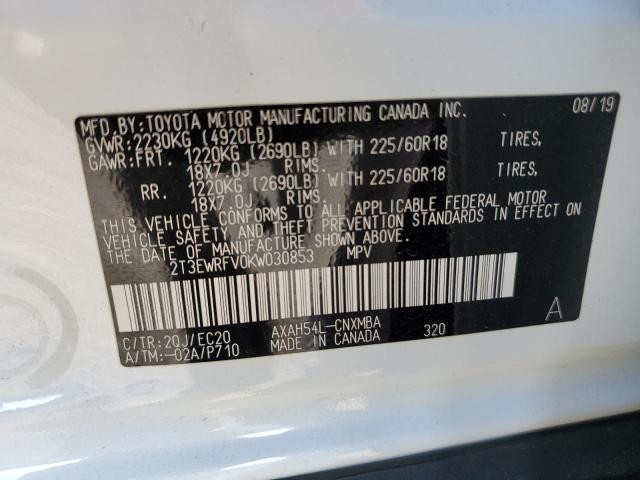 MFD. BY: TOYOTA MOTOR MANUFACTURING CANADA INC. 08/19
GVWR: 2230KG (4920LB)
GAWR: FRT. 1220KG (2690LB) WITH 225/60R18 TIRES,
18X7.0J RIMS.
RR. 1220KG (2690LB) WITH 225/60R18 TIRES,
18X7.0J RIMS.
THIS VEHICLE CONFORMS TO ALL APPLICABLE FEDERAL MOTOR
VEHICLE SAFETY AND THEFT PREVENTION STANDARDS IN EFFECT ON
THE DATE OF MANUFACTURE SHOWN ABOVE.
2T3EWRFV0KW030853 MPV
C/TR: 2QJ/EC20 AXAH54L-CNXMBA 320 A
A/TM: -02A/P710 MADE IN CANADA